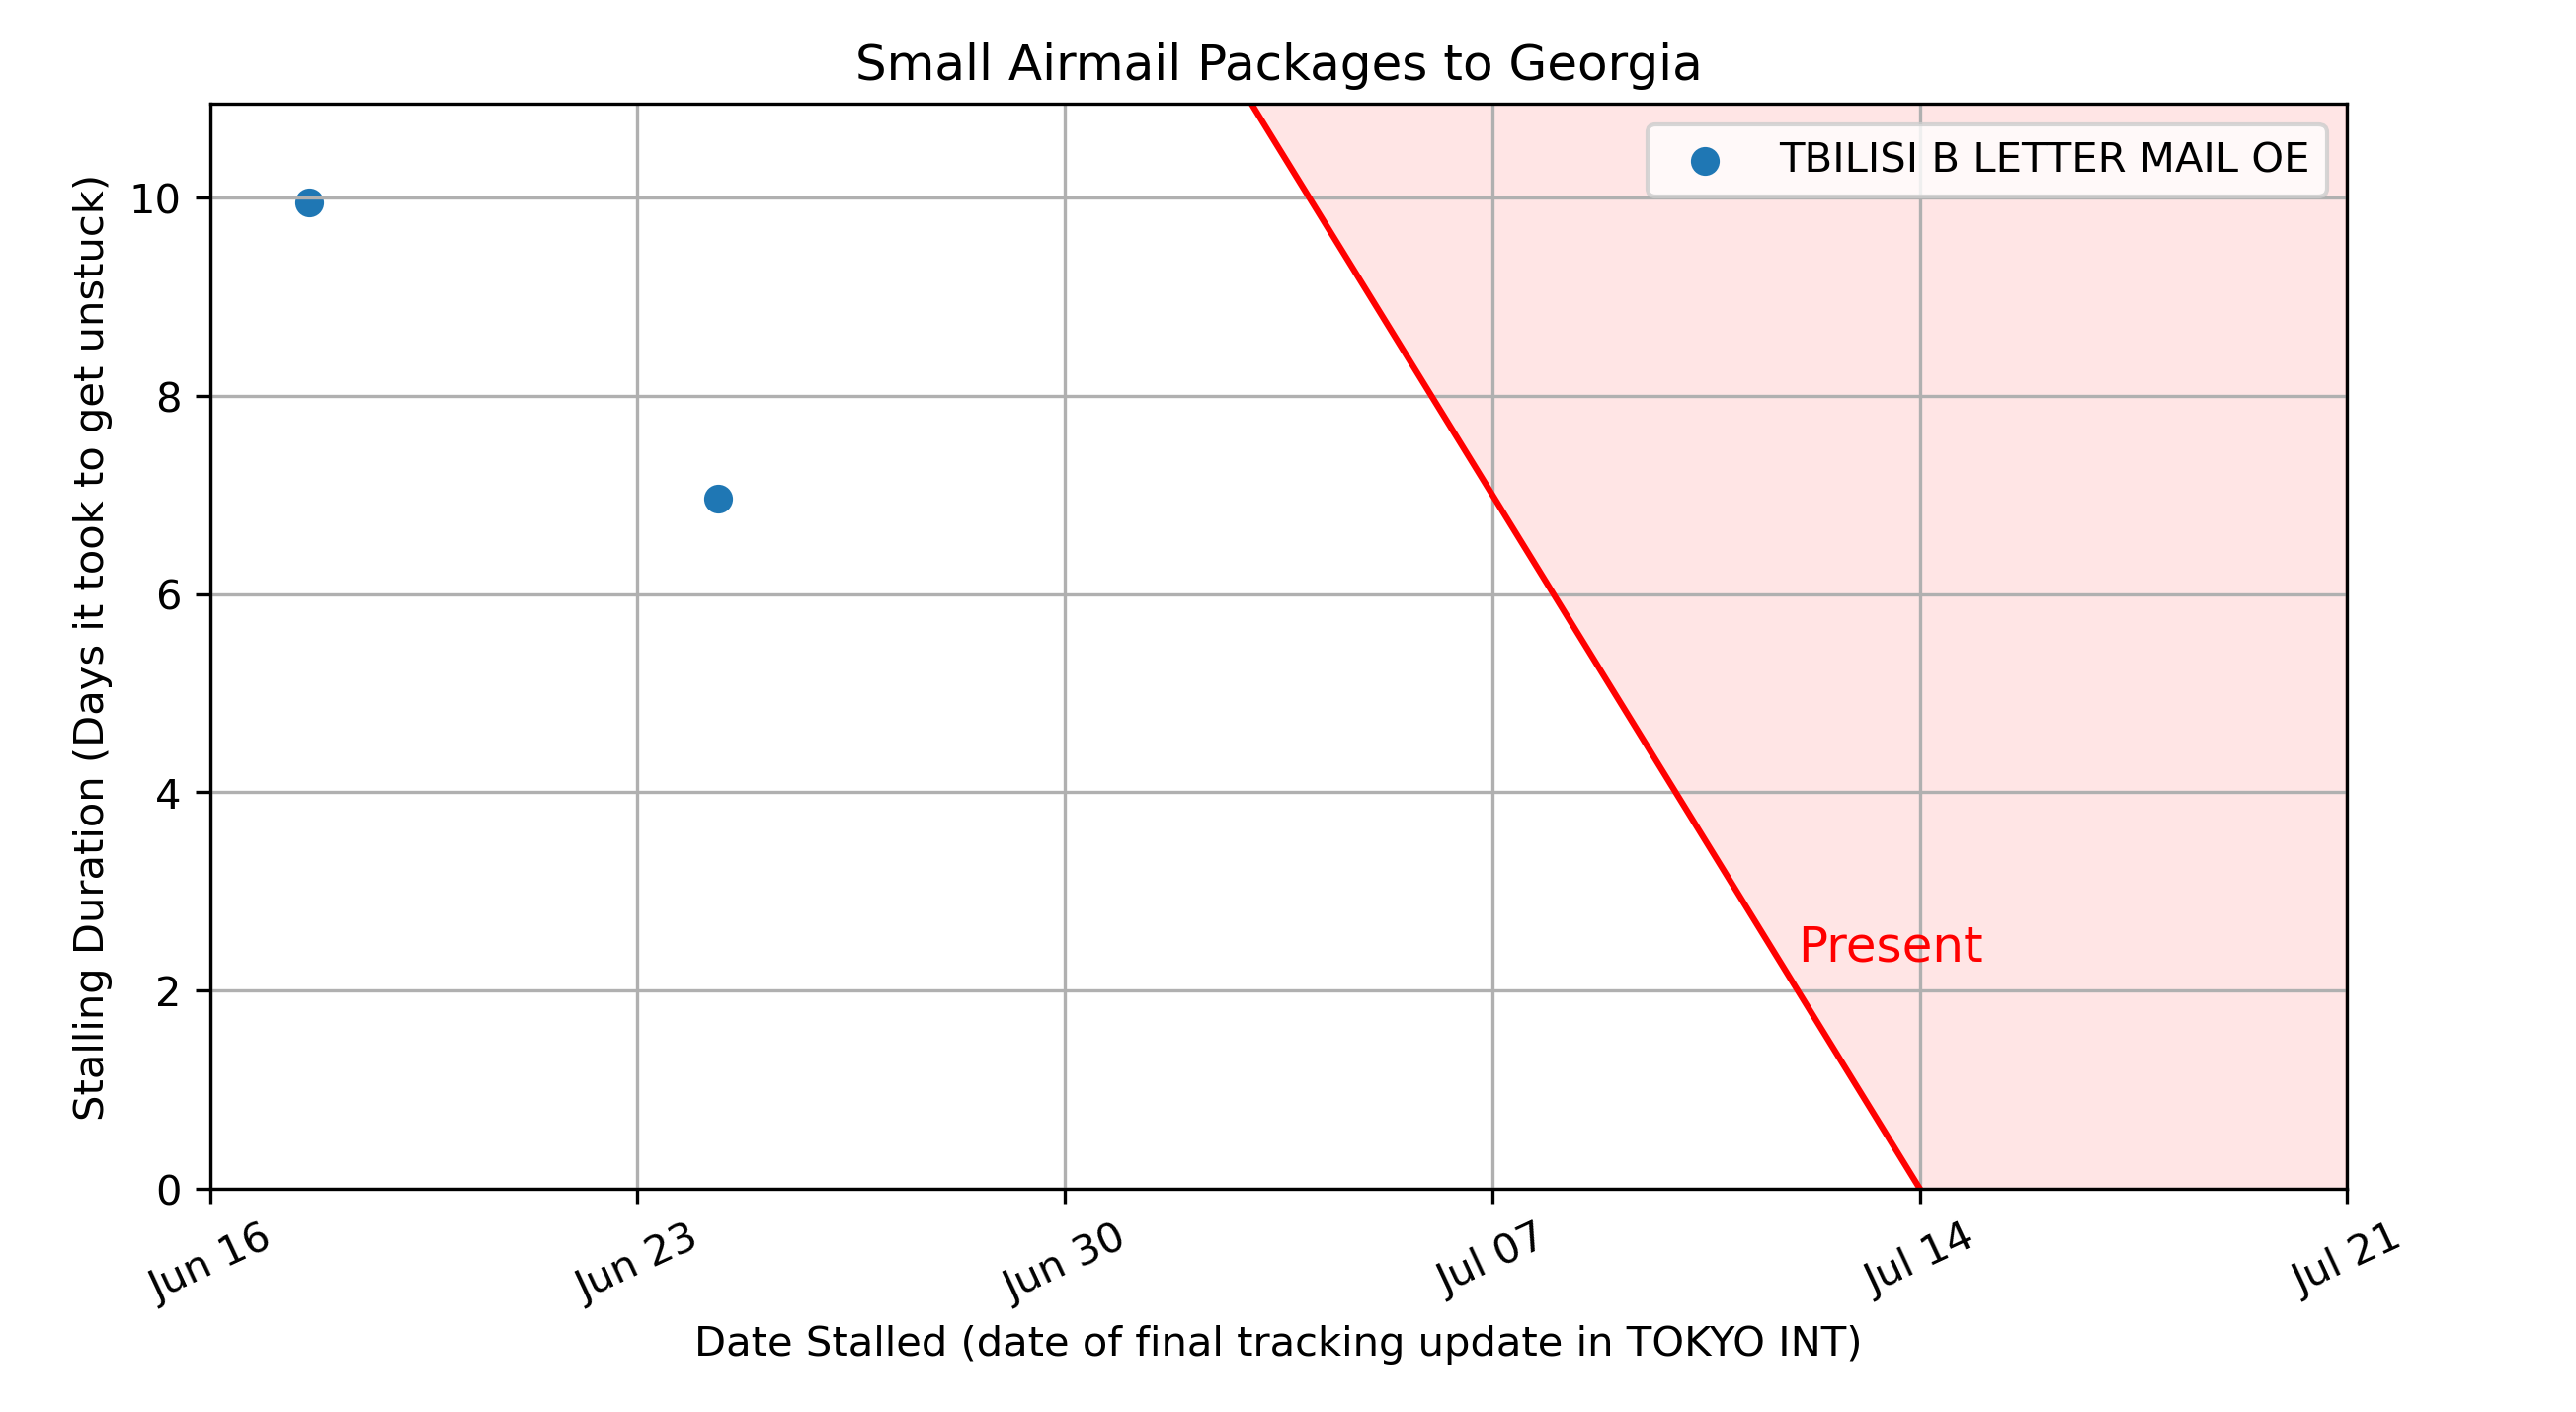 Small Airmail Packages to Georgia
TBILISI B LETTER MAIL OE
Stalling Duration (Days it took to get unstuck)
10
8
6
4
2
0
Present
Jun 16
Jun 23
Jun 30
Jul 07
Jul 14
Jul 21
Date Stalled (date of final tracking update in TOKYO INT)